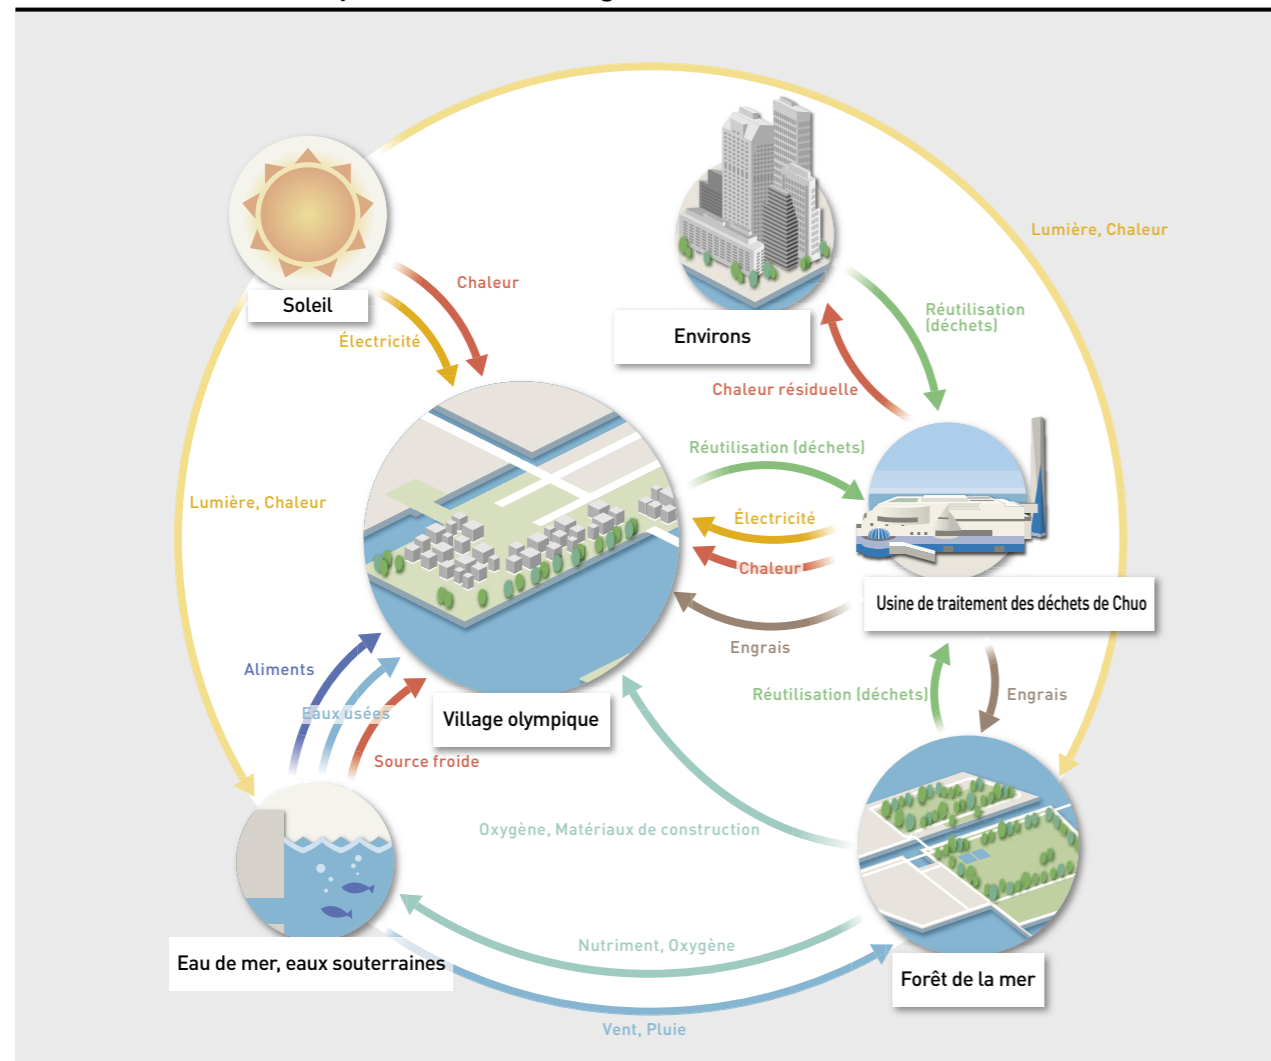 Lumière, Chaleur
Chaleur
Soleil
Électricité
Environs
Réutilisation
(déchets)
Chaleur résiduelle
Réutilisation (déchets)
Lumière, Chaleur
Électricité
Chaleur
Usine de traitement des déchets de Chuo
Engrais
Aliments
Réutilisation (déchets)
Engrais
Eaux usées
Village olympique
Source froide
Oxygène, Matériaux de construction
Nutriment, Oxygène
Eau de mer, eaux souterraines
Forêt de la mer
Vent, Pluie